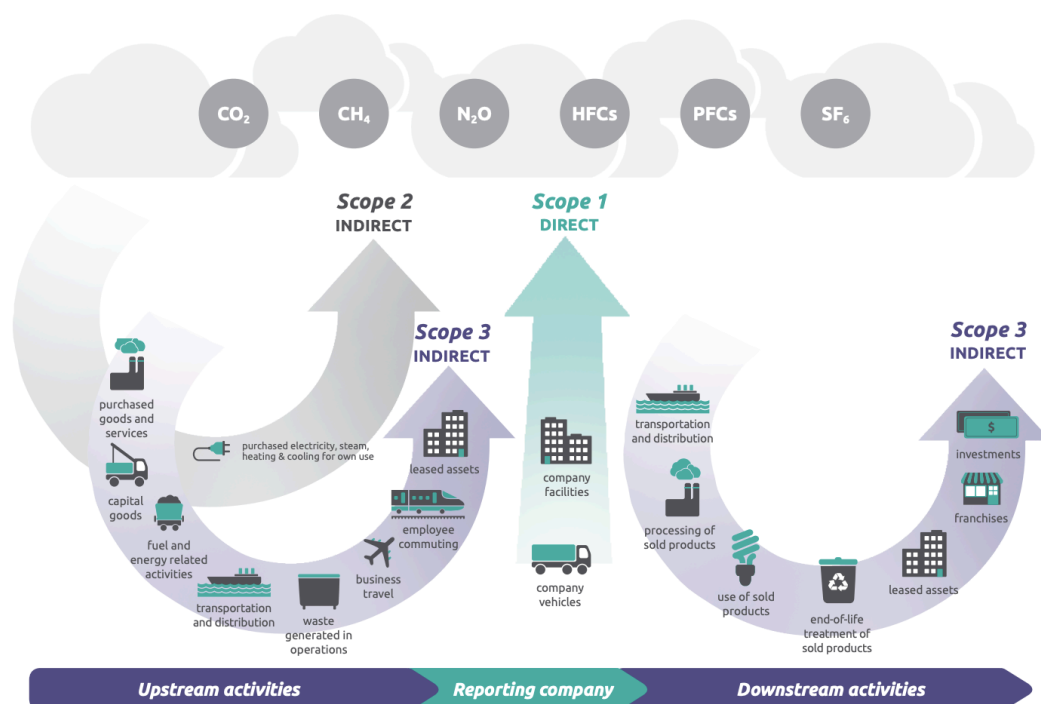 CO₂
CH₄
N₂O
HFCs
PFCs
SF₆
Scope 2
INDIRECT
Scope 1
DIRECT
Scope 3
INDIRECT
Scope 3
INDIRECT
purchased
goods and
services
capital
goods
fuel and
energy related
activities
purchased electricity, steam,
heating & cooling for own use
transportation
and distribution
waste
generated in
operations
business
travel
employee
commuting
leased assets
company
facilities
company
vehicles
transportation
and distribution
processing of
sold products
use of sold
products
end-of-life
treatment of
sold products
leased assets
franchises
$
investments
Upstream activities
Reporting company
Downstream activities